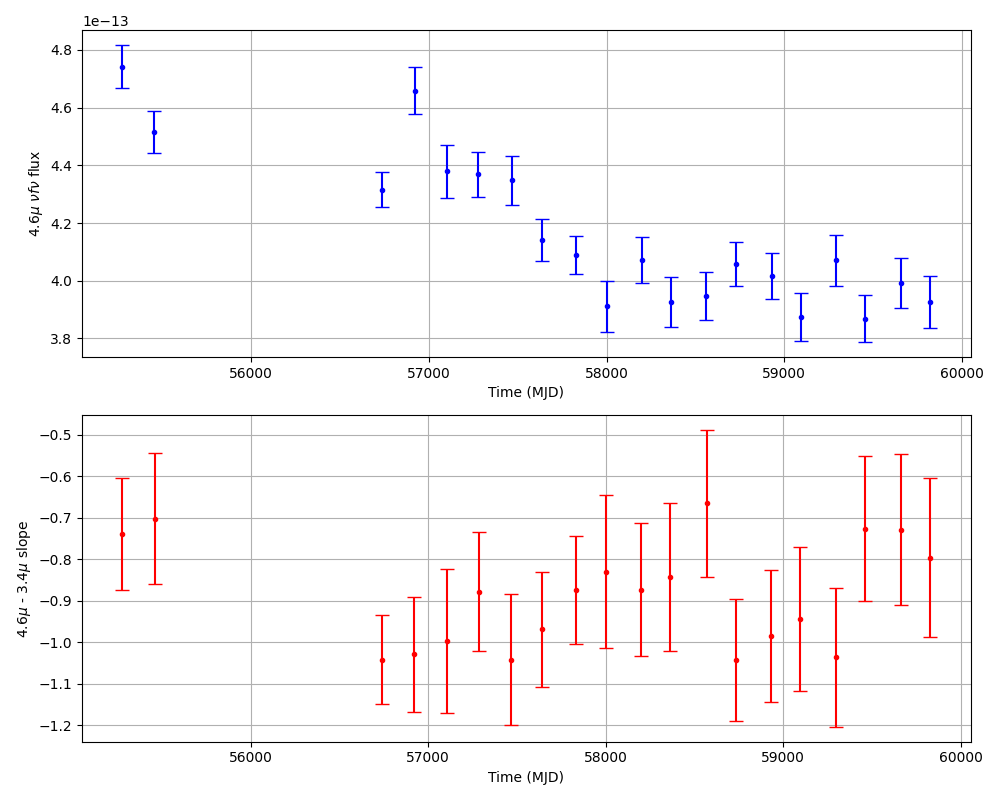 1e−13
4.8
4.6
4.4
4.2
4.0
3.8
4.6μ νfν flux
56000 57000 58000 59000 60000
Time (MJD)
−0.5
−0.6
−0.7
−0.8
−0.9
−1.0
−1.1
−1.2
4.6μ - 3.4μ slope
56000 57000 58000 59000 60000
Time (MJD)